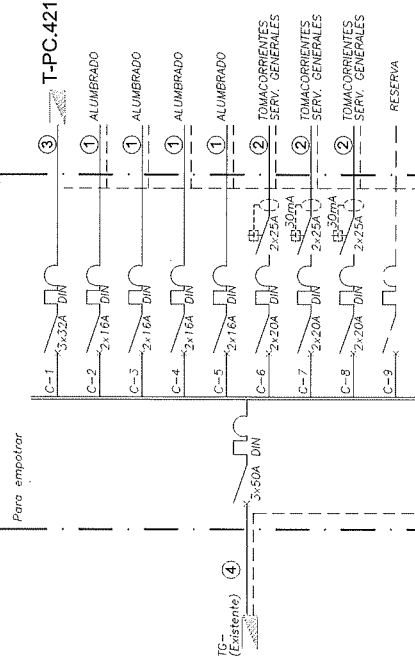 Para empotrar
TG-
(Existente)
4
3x50A
DIN
C-1
3x32A
DIN
3
T-PC.421
C-2
2x16A
DIN
1
ALUMBRADO
C-3
2x16A
DIN
1
ALUMBRADO
C-4
2x16A
DIN
1
ALUMBRADO
C-5
2x16A
DIN
1
ALUMBRADO
C-6
2x20A
DIN
2x25A
30mA
2
TOMACORRIENTES
SERV. GENERALES
C-7
2x20A
DIN
2x25A
30mA
2
TOMACORRIENTES
SERV. GENERALES
C-8
2x20A
DIN
2x25A
2
TOMACORRIENTES
SERV. GENERALES
C-9
RESERVA